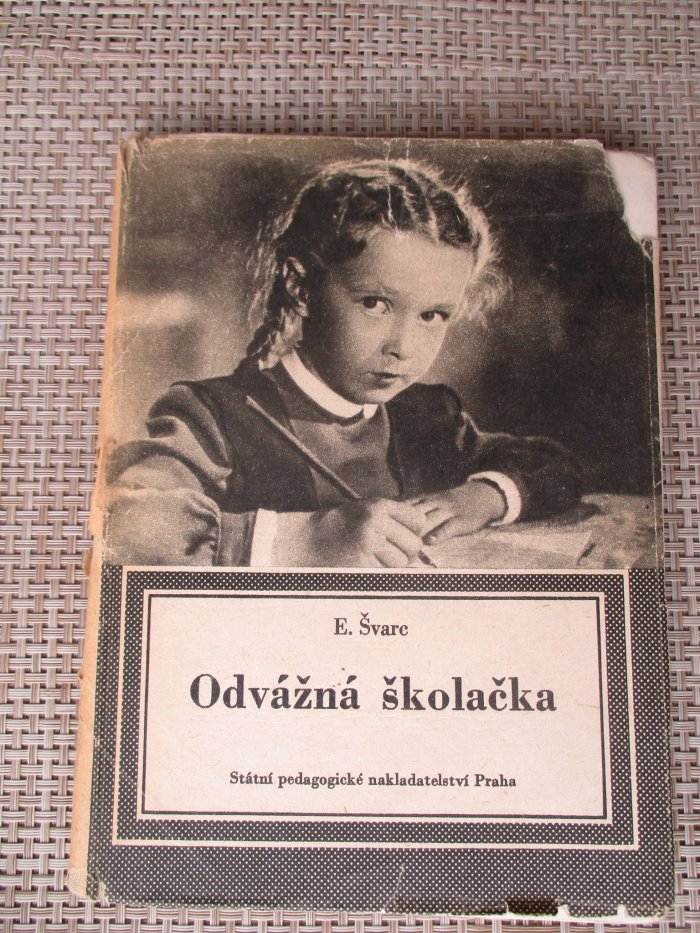 E. Švarc
Odvážná školačka
Státní pedagogické nakladatelství Praha